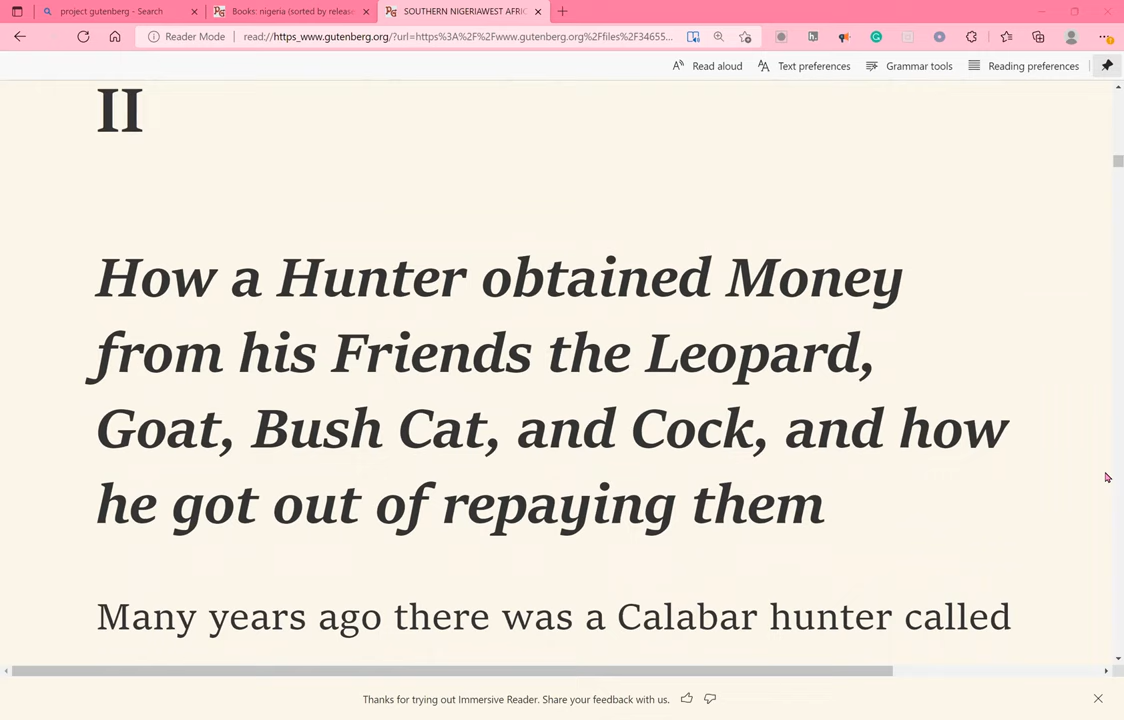 project gutenberg - Search
Books: nigeria (sorted by release
SOUTHERN NIGERIAWEST AFRIC
Reader Mode
read://https_www.gutenberg.org/?url=https%3A%2F%2Fwww.gutenberg.org%2Ffiles%2F34655...
Read aloud
Text preferences
Grammar tools
Reading preferences
II
How a Hunter obtained Money
from his Friends the Leopard,
Goat, Bush Cat, and Cock, and how
he got out of repaying them
Many years ago there was a Calabar hunter called
Thanks for trying out Immersive Reader. Share your feedback with us.